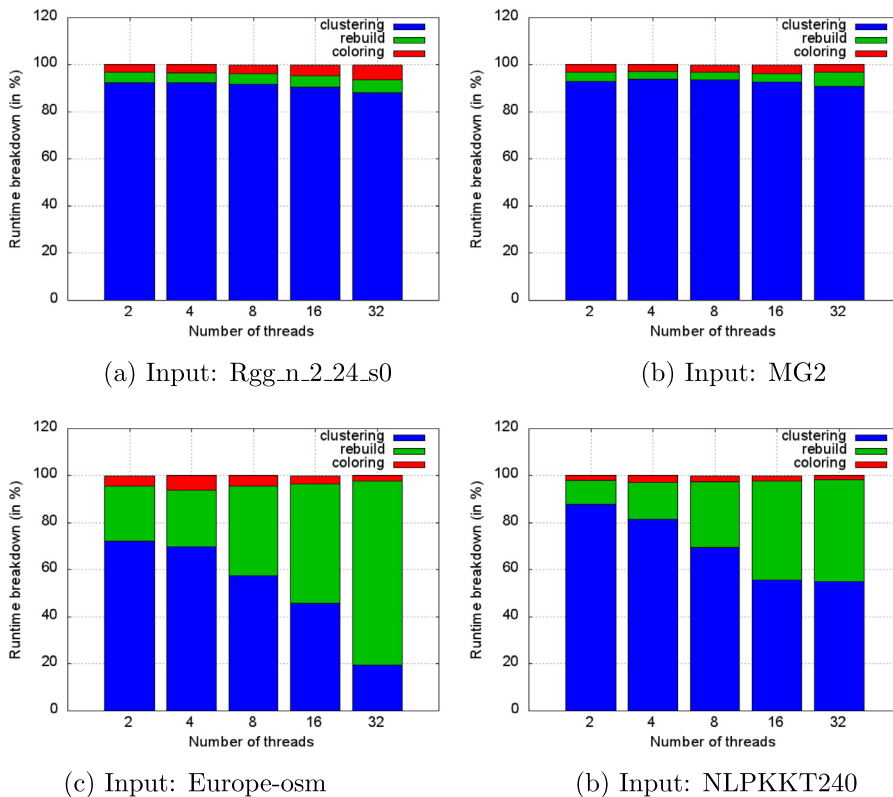 120
100
80
60
40
20
0
Runtime breakdown (in %)
clustering
rebuild
coloring
2 4 8 16 32
Number of threads
(a) Input: Rgg_n_2_24_s0
120
100
80
60
40
20
0
Runtime breakdown (in %)
clustering
rebuild
coloring
2 4 8 16 32
Number of threads
(b) Input: MG2
120
100
80
60
40
20
0
Runtime breakdown (in %)
clustering
rebuild
coloring
2 4 8 16 32
Number of threads
(c) Input: Europe-osm
120
100
80
60
40
20
0
Runtime breakdown (in %)
clustering
rebuild
coloring
2 4 8 16 32
Number of threads
(b) Input: NLPKKT240